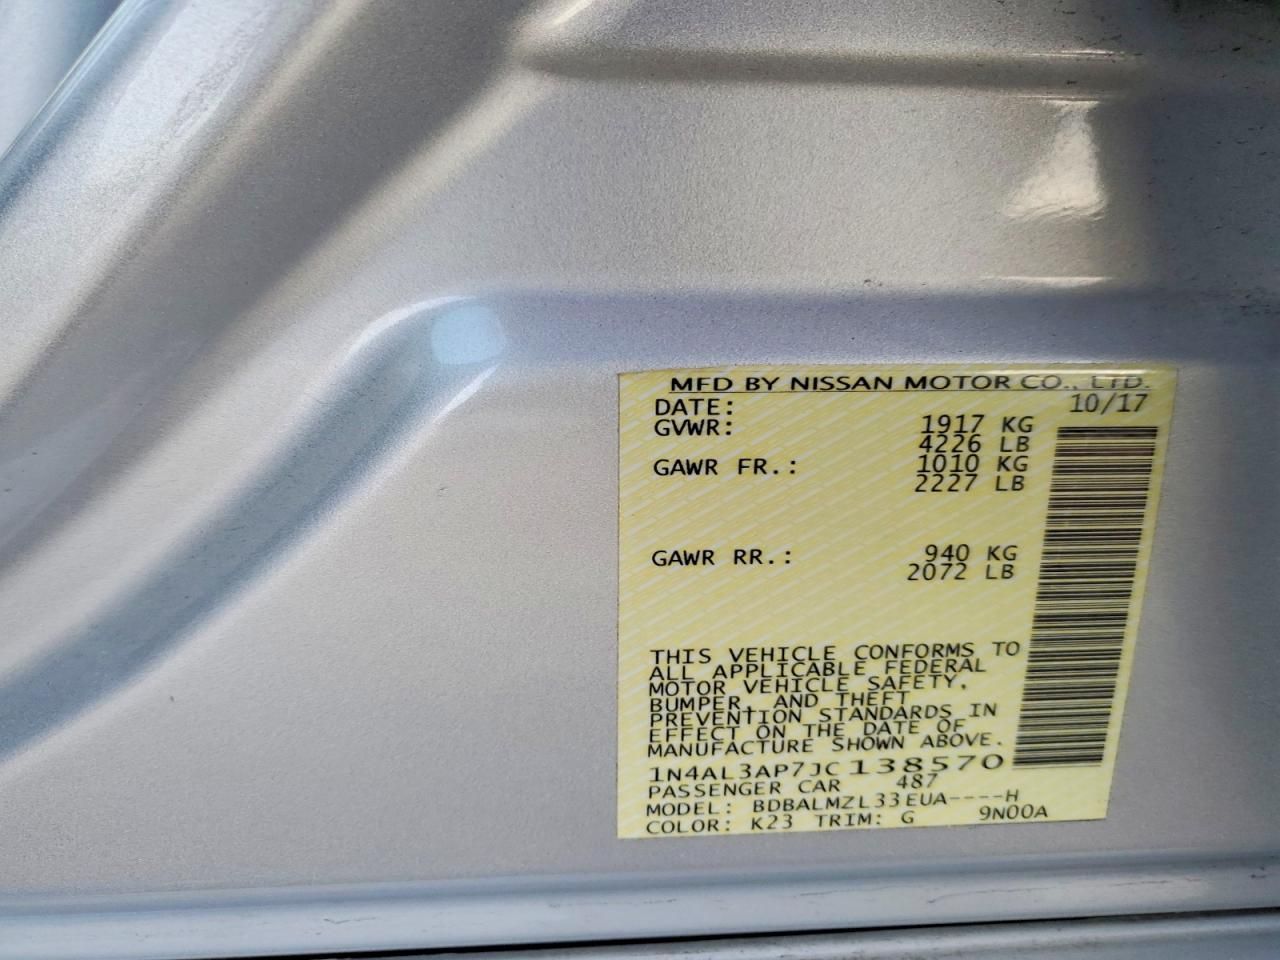 MFD BY NISSAN MOTOR CO., LTD.
DATE: 10/17
GVWR: 1917 KG
4226 LB
GAWR FR.: 1010 KG
2227 LB
GAWR RR.: 940 KG
2072 LB
THIS VEHICLE CONFORMS TO
ALL APPLICABLE FEDERAL
MOTOR VEHICLE SAFETY,
BUMPER, AND THEFT
PREVENTION STANDARDS IN
EFFECT ON THE DATE OF
MANUFACTURE SHOWN ABOVE.
1N4AL3AP7JC138570
PASSENGER CAR 487
MODEL: BDBALMZL33EUA----H
COLOR: K23 TRIM: G 9N00A